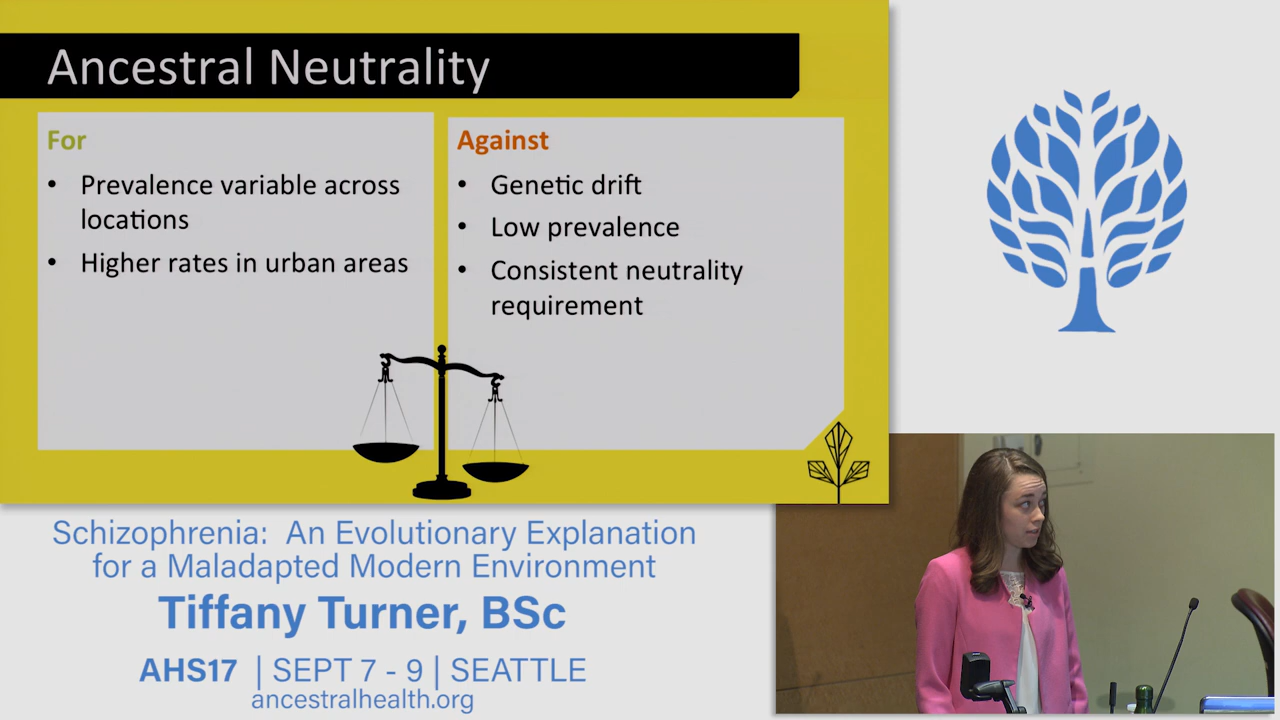 Ancestral Neutrality
For
• Prevalence variable across
locations
• Higher rates in urban areas
Against
• Genetic drift
• Low prevalence
• Consistent neutrality
requirement
Schizophrenia: An Evolutionary Explanation
for a Maladapted Modern Environment
Tiffany Turner, BSc
AHS17 | SEPT 7 - 9 | SEATTLE
ancestralhealth.org